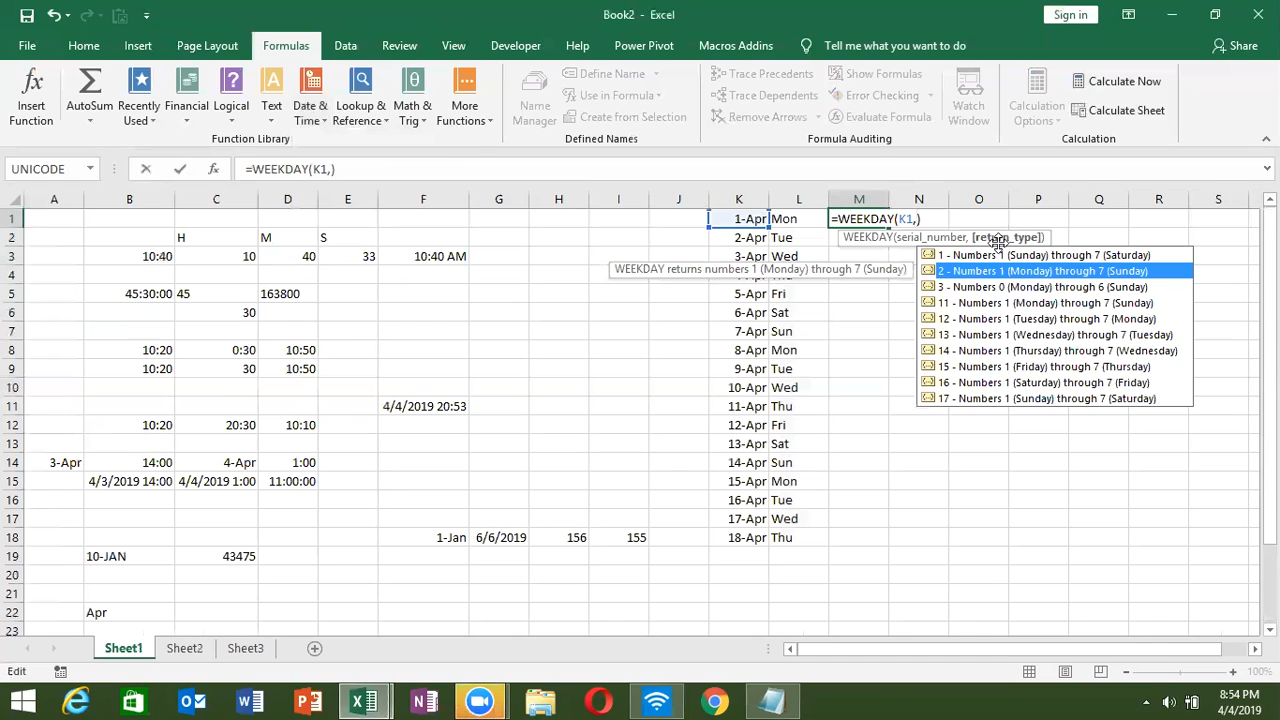 Book2 - Excel
Sign in
File Home Insert Page Layout Formulas Data Review View Developer Help Power Pivot Macros Addins Tell me what you want to do Share
Insert Function
AutoSum
Recently Used
Financial
Logical
Text
Date & Time
Lookup & Reference
Math & Trig
More Functions
Function Library
Name Manager
Define Name
Use in Formula
Create from Selection
Defined Names
Trace Precedents
Trace Dependents
Remove Arrows
Show Formulas
Error Checking
Evaluate Formula
Formula Auditing
Watch Window
Calculation Options
Calculate Now
Calculate Sheet
Calculation
UNICODE =WEEKDAY(K1,)
A B C D E F G H I J K L M N O P Q R S
1 1-Apr Mon =WEEKDAY(K1,)
2 H M S 2-Apr Tue
WEEKDAY(serial_number, [return_type])
3 10:40 10 40 33 10:40 AM 3-Apr Wed
WEEKDAY returns numbers 1 (Monday) through 7 (Sunday)
1 - Numbers 1 (Sunday) through 7 (Saturday)
2 - Numbers 1 (Monday) through 7 (Sunday)
3 - Numbers 0 (Monday) through 6 (Sunday)
11 - Numbers 1 (Monday) through 7 (Sunday)
12 - Numbers 1 (Tuesday) through 7 (Monday)
13 - Numbers 1 (Wednesday) through 7 (Tuesday)
14 - Numbers 1 (Thursday) through 7 (Wednesday)
15 - Numbers 1 (Friday) through 7 (Thursday)
16 - Numbers 1 (Saturday) through 7 (Friday)
17 - Numbers 1 (Sunday) through 7 (Saturday)
5 45:30:00 45 163800 5-Apr Fri
6 30 6-Apr Sat
7 7-Apr Sun
8 10:20 0:30 10:50 8-Apr Mon
9 10:20 30 10:50 9-Apr Tue
10 10-Apr Wed
11 4/4/2019 20:53 11-Apr Thu
12 10:20 20:30 10:10 12-Apr Fri
13 13-Apr Sat
14 3-Apr 14:00 4-Apr 1:00 14-Apr Sun
15 4/3/2019 14:00 4/4/2019 1:00 11:00:00 15-Apr Mon
16 16-Apr Tue
17 17-Apr Wed
18 1-Jan 6/6/2019 156 155 18-Apr Thu
19 10-JAN 43475
20
21
22 Apr
23
Sheet1 Sheet2 Sheet3
Edit 100%
8:54 PM
4/4/2019